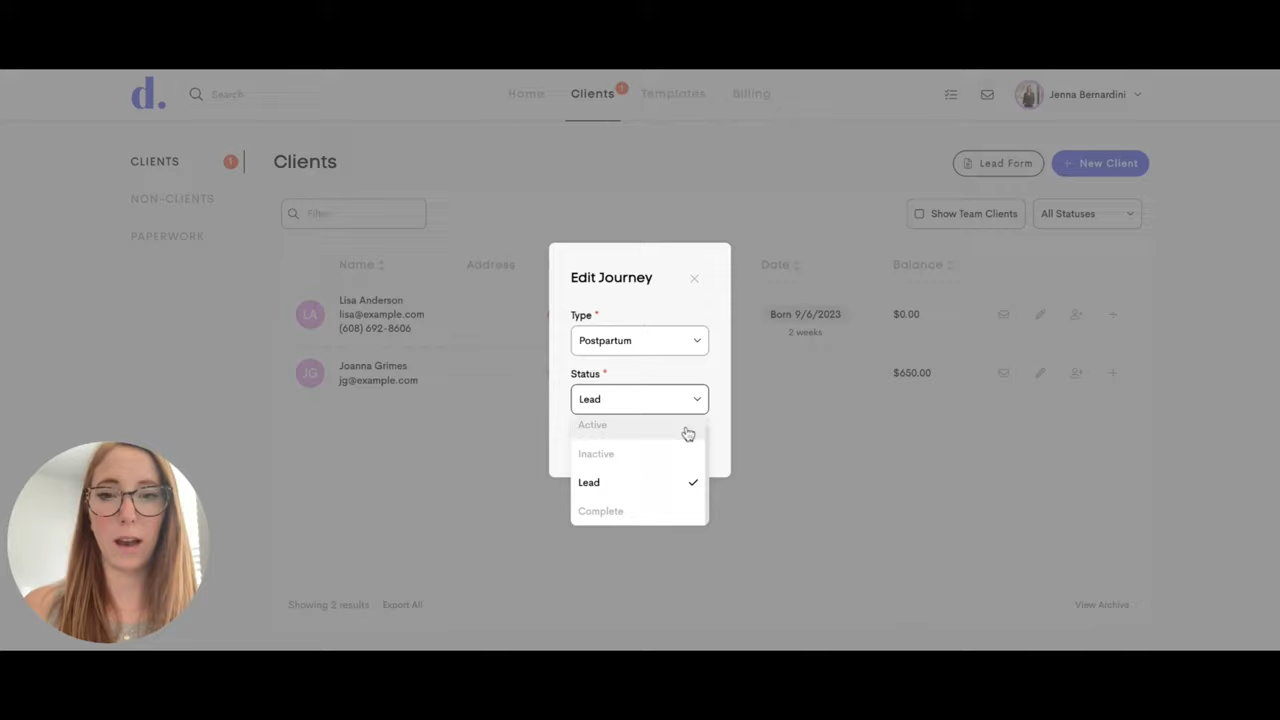 d.
Search
Home
Clients
Templates
Billing
Jenna Bernardini
CLIENTS
Clients
Lead Form
New Client
NON-CLIENTS
PAPERWORK
Filter
Show Team Clients
All Statuses
Name
Address
Date
Balance
LA
Lisa Anderson
lisa@example.com
(608) 692-8606
Born 9/6/2023
2 weeks
$0.00
JG
Joanna Grimes
jg@example.com
$650.00
Edit Journey
Type *
Postpartum
Status *
Lead
Active
Inactive
Lead
Complete
Showing 2 results
Export All
View Archive